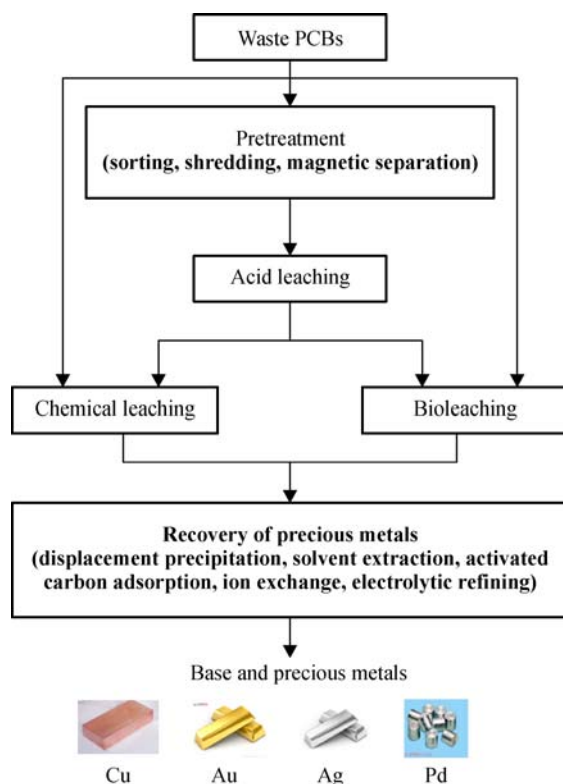 Waste PCBs
Pretreatment
(sorting, shredding, magnetic separation)
Acid leaching
Chemical leaching
Bioleaching
Recovery of precious metals
(displacement precipitation, solvent extraction, activated
carbon adsorption, ion exchange, electrolytic refining)
Base and precious metals
Cu
Au
Ag
Pd